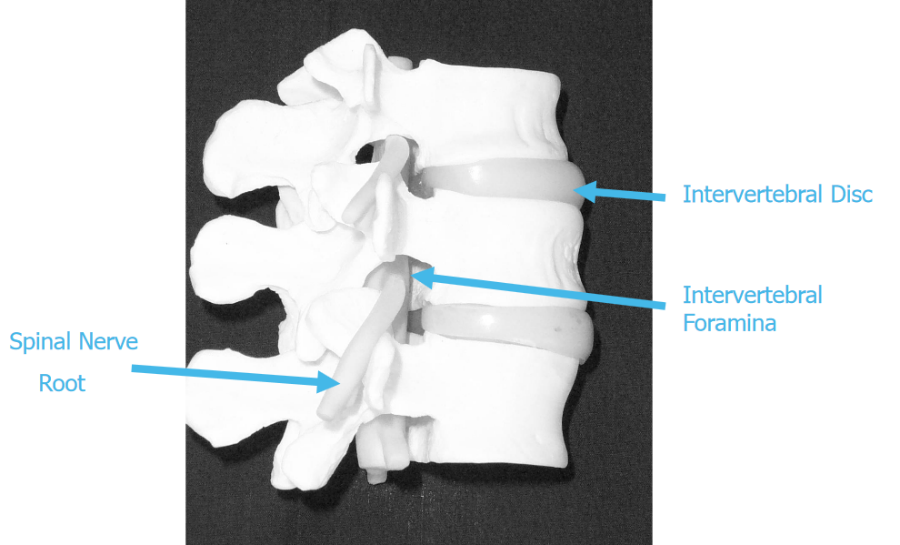 Intervertebral Disc
Intervertebral
Foramina
Spinal Nerve
Root